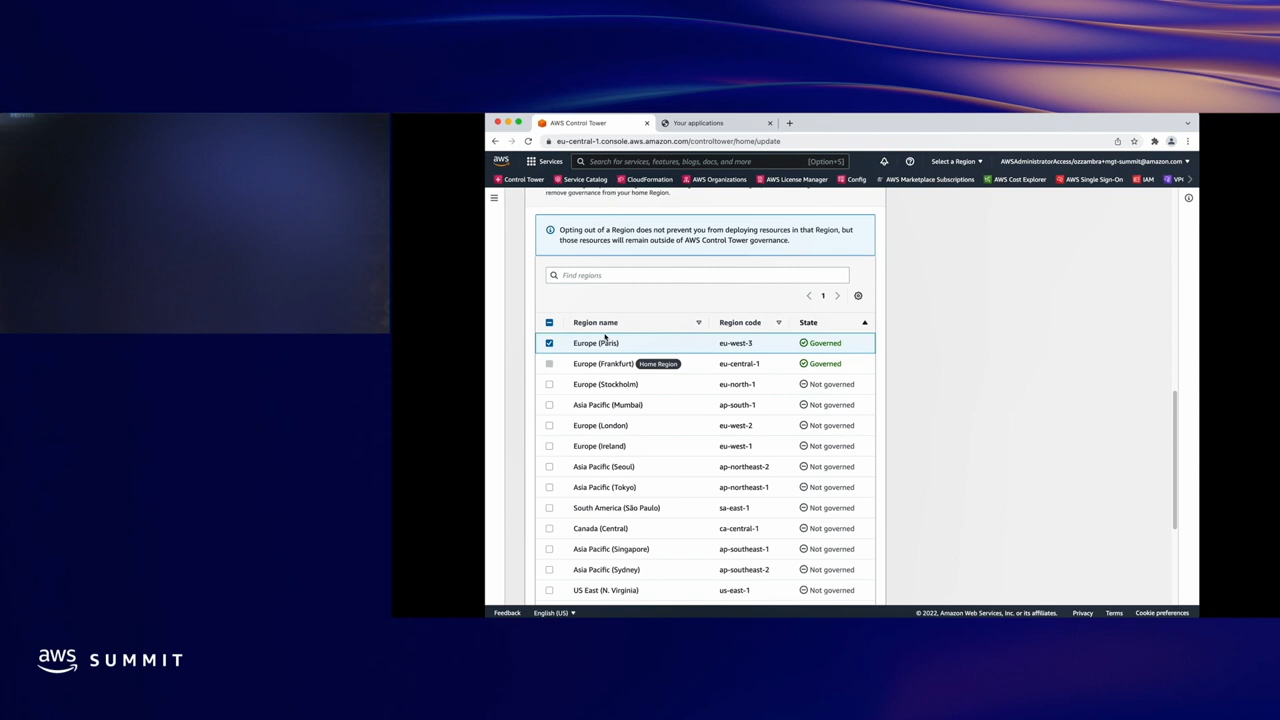 AWS Control Tower
Your applications
eu-central-1.console.aws.amazon.com/controltower/home/update
aws
Services
Search for services, features, blogs, docs, and more
[Option+S]
Select a Region
AWSAdministratorAccess/ozzambra+mgt-summit@amazon.com
Control Tower
Service Catalog
CloudFormation
AWS Organizations
AWS License Manager
Config
AWS Marketplace Subscriptions
AWS Cost Explorer
AWS Single Sign-On
IAM
remove governance from your home Region.
Opting out of a Region does not prevent you from deploying resources in that Region, but
those resources will remain outside of AWS Control Tower governance.
Find regions
1
Region name Region code State
Europe (Paris) eu-west-3 Governed
Europe (Frankfurt) Home Region eu-central-1 Governed
Europe (Stockholm) eu-north-1 Not governed
Asia Pacific (Mumbai) ap-south-1 Not governed
Europe (London) eu-west-2 Not governed
Europe (Ireland) eu-west-1 Not governed
Asia Pacific (Seoul) ap-northeast-2 Not governed
Asia Pacific (Tokyo) ap-northeast-1 Not governed
South America (São Paulo) sa-east-1 Not governed
Canada (Central) ca-central-1 Not governed
Asia Pacific (Singapore) ap-southeast-1 Not governed
Asia Pacific (Sydney) ap-southeast-2 Not governed
US East (N. Virginia) us-east-1 Not governed
Feedback
English (US)
© 2022, Amazon Web Services, Inc. or its affiliates.
Privacy
Terms
Cookie preferences
aws SUMMIT